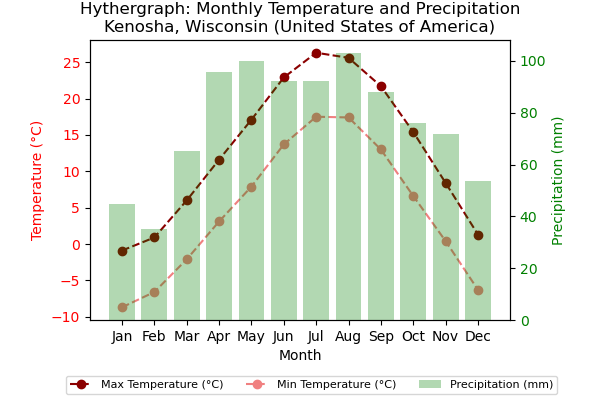 Hythergraph: Monthly Temperature and Precipitation
Kenosha, Wisconsin (United States of America)
25
20
15
10
5
0
−5
−10
Temperature (°C)
100
80
60
40
20
0
Precipitation (mm)
Jan Feb Mar Apr May Jun Jul Aug Sep Oct Nov Dec
Month
Max Temperature (°C) Min Temperature (°C) Precipitation (mm)